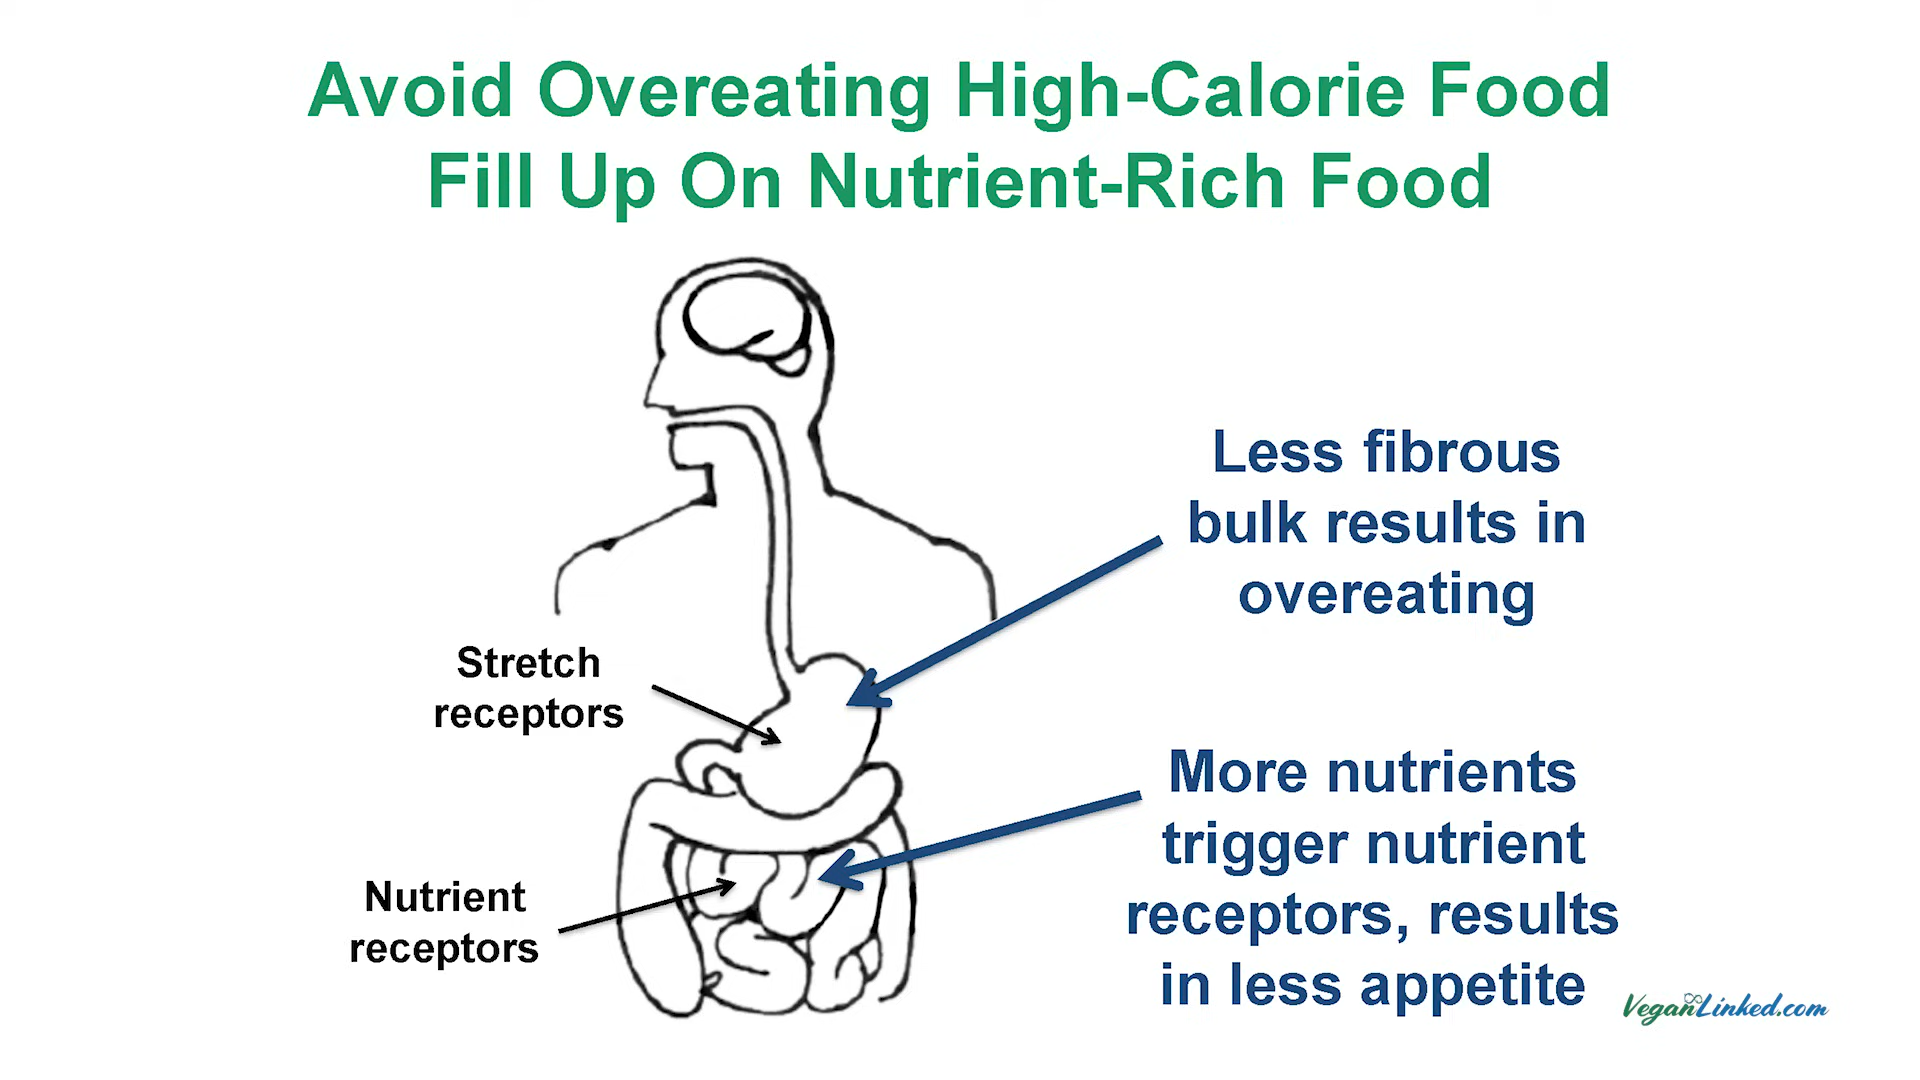 Avoid Overeating High-Calorie Food
Fill Up On Nutrient-Rich Food
Less fibrous
bulk results in
overeating
Stretch
receptors
More nutrients
trigger nutrient
receptors, results
in less appetite
Nutrient
receptors
VeganLinked.com